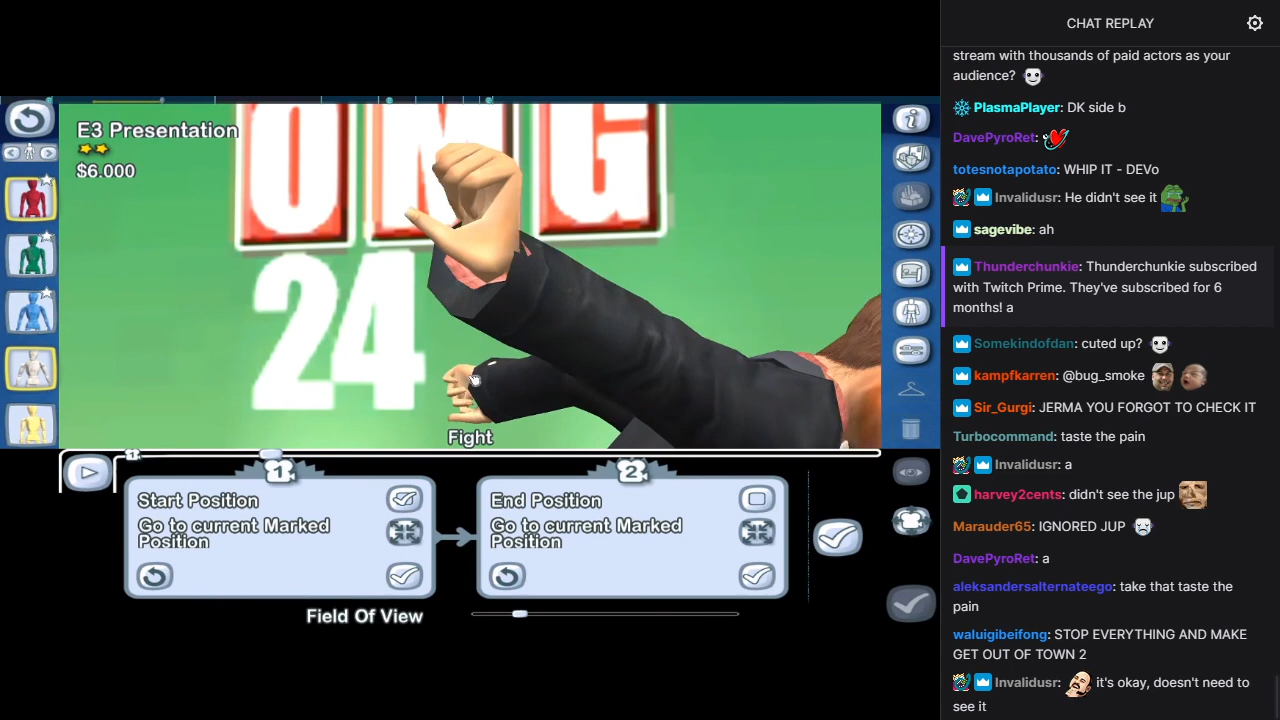 CHAT REPLAY
stream with thousands of paid actors as your
audience?
PlasmaPlayer: DK side b
DavePyroRet:
totesnotapotato: WHIP IT - DEVo
Invalidusr: He didn't see it
sagevibe: ah
Thunderchunkie: Thunderchunkie subscribed
with Twitch Prime. They've subscribed for 6
months! a
Somekindofdan: cuted up?
kampfkarren: @bug_smoke
Sir_Gurgi: JERMA YOU FORGOT TO CHECK IT
Turbocommand: taste the pain
Invalidusr: a
harvey2cents: didn't see the jup
Marauder65: IGNORED JUP
DavePyroRet: a
aleksandersalternateego: take that taste the
pain
waluigibeifong: STOP EVERYTHING AND MAKE
GET OUT OF TOWN 2
Invalidusr: it's okay, doesn't need to
see it
E3 Presentation
$6.000
OMG
24
Fight
1
1
2
Start Position
Go to current Marked
Position
End Position
Go to current Marked
Position
Field Of View